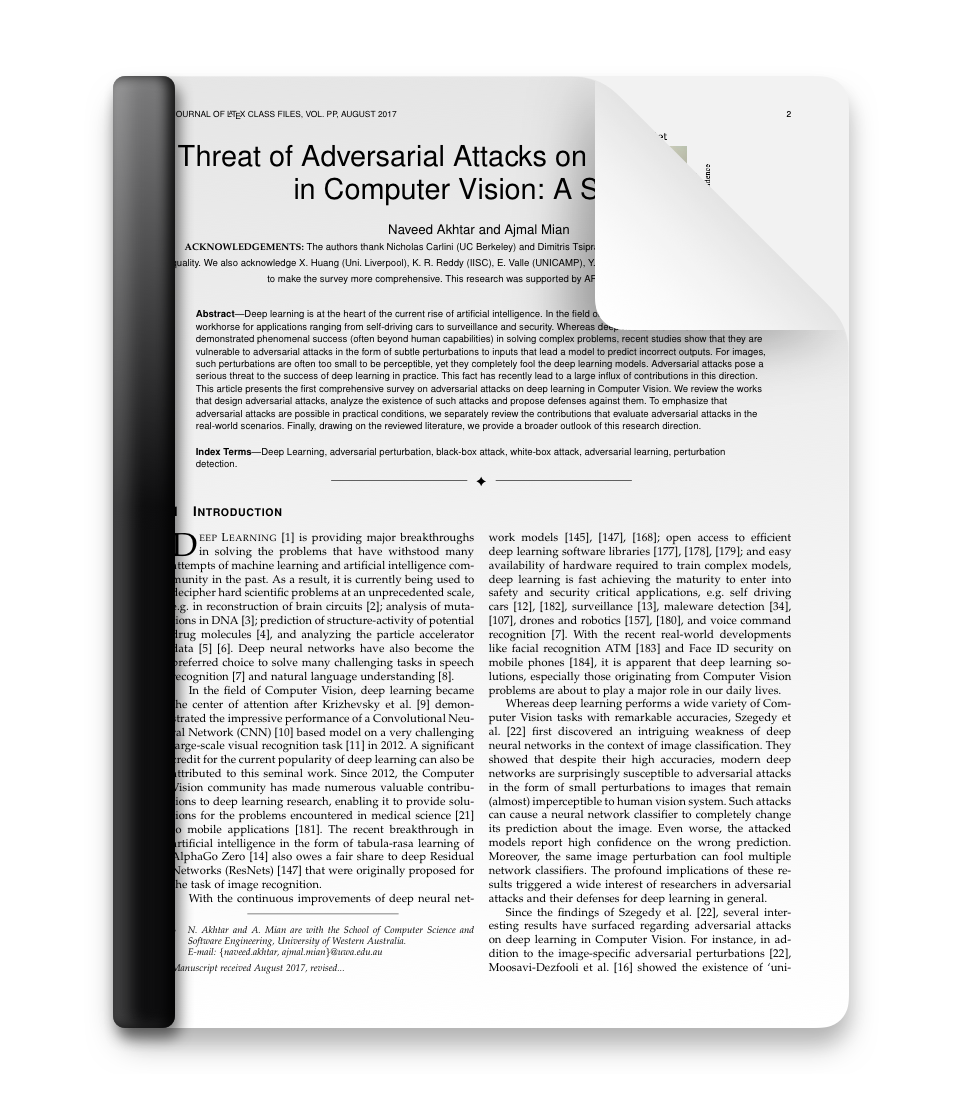 OURNAL OF LATEX CLASS FILES, VOL. PP, AUGUST 2017
2
Threat of Adversarial Attacks on
in Computer Vision: A S
Naveed Akhtar and Ajmal Mian
ACKNOWLEDGEMENTS: The authors thank Nicholas Carlini (UC Berkeley) and Dimitris Tsipra
quality. We also acknowledge X. Huang (Uni. Liverpool), K. R. Reddy (IISC), E. Valle (UNICAMP), Y.
to make the survey more comprehensive. This research was supported by AR
Abstract—Deep learning is at the heart of the current rise of artificial intelligence. In the field o
workhorse for applications ranging from self-driving cars to surveillance and security. Whereas deep
demonstrated phenomenal success (often beyond human capabilities) in solving complex problems, recent studies show that they are
vulnerable to adversarial attacks in the form of subtle perturbations to inputs that lead a model to predict incorrect outputs. For images,
such perturbations are often too small to be perceptible, yet they completely fool the deep learning models. Adversarial attacks pose a
serious threat to the success of deep learning in practice. This fact has recently lead to a large influx of contributions in this direction.
This article presents the first comprehensive survey on adversarial attacks on deep learning in Computer Vision. We review the works
that design adversarial attacks, analyze the existence of such attacks and propose defenses against them. To emphasize that
adversarial attacks are possible in practical conditions, we separately review the contributions that evaluate adversarial attacks in the
real-world scenarios. Finally, drawing on the reviewed literature, we provide a broader outlook of this research direction.
Index Terms—Deep Learning, adversarial perturbation, black-box attack, white-box attack, adversarial learning, perturbation
detection.
1 INTRODUCTION
DEEP LEARNING [1] is providing major breakthroughs
in solving the problems that have withstood many
attempts of machine learning and artificial intelligence com-
munity in the past. As a result, it is currently being used to
decipher hard scientific problems at an unprecedented scale,
e.g. in reconstruction of brain circuits [2]; analysis of muta-
tions in DNA [3]; prediction of structure-activity of potential
drug molecules [4], and analyzing the particle accelerator
data [5] [6]. Deep neural networks have also become the
preferred choice to solve many challenging tasks in speech
recognition [7] and natural language understanding [8].
In the field of Computer Vision, deep learning became
the center of attention after Krizhevsky et al. [9] demon-
strated the impressive performance of a Convolutional Neu-
ral Network (CNN) [10] based model on a very challenging
large-scale visual recognition task [11] in 2012. A significant
credit for the current popularity of deep learning can also be
attributed to this seminal work. Since 2012, the Computer
Vision community has made numerous valuable contribu-
tions to deep learning research, enabling it to provide solu-
tions for the problems encountered in medical science [21]
to mobile applications [181]. The recent breakthrough in
artificial intelligence in the form of tabula-rasa learning of
AlphaGo Zero [14] also owes a fair share to deep Residual
Networks (ResNets) [147] that were originally proposed for
the task of image recognition.
With the continuous improvements of deep neural net-
N. Akhtar and A. Mian are with the School of Computer Science and
Software Engineering, University of Western Australia.
E-mail: {naveed.akhtar, ajmal.mian}@uwa.edu.au
Manuscript received August 2017, revised...
work models [145], [147], [168]; open access to efficient
deep learning software libraries [177], [178], [179]; and easy
availability of hardware required to train complex models,
deep learning is fast achieving the maturity to enter into
safety and security critical applications, e.g. self driving
cars [12], [182], surveillance [13], maleware detection [34],
[107], drones and robotics [157], [180], and voice command
recognition [7]. With the recent real-world developments
like facial recognition ATM [183] and Face ID security on
mobile phones [184], it is apparent that deep learning so-
lutions, especially those originating from Computer Vision
problems are about to play a major role in our daily lives.
Whereas deep learning performs a wide variety of Com-
puter Vision tasks with remarkable accuracies, Szegedy et
al. [22] first discovered an intriguing weakness of deep
neural networks in the context of image classification. They
showed that despite their high accuracies, modern deep
networks are surprisingly susceptible to adversarial attacks
in the form of small perturbations to images that remain
(almost) imperceptible to human vision system. Such attacks
can cause a neural network classifier to completely change
its prediction about the image. Even worse, the attacked
models report high confidence on the wrong prediction.
Moreover, the same image perturbation can fool multiple
network classifiers. The profound implications of these re-
sults triggered a wide interest of researchers in adversarial
attacks and their defenses for deep learning in general.
Since the findings of Szegedy et al. [22], several inter-
esting results have surfaced regarding adversarial attacks
on deep learning in Computer Vision. For instance, in ad-
dition to the image-specific adversarial perturbations [22],
Moosavi-Dezfooli et al. [16] showed the existence of 'uni-